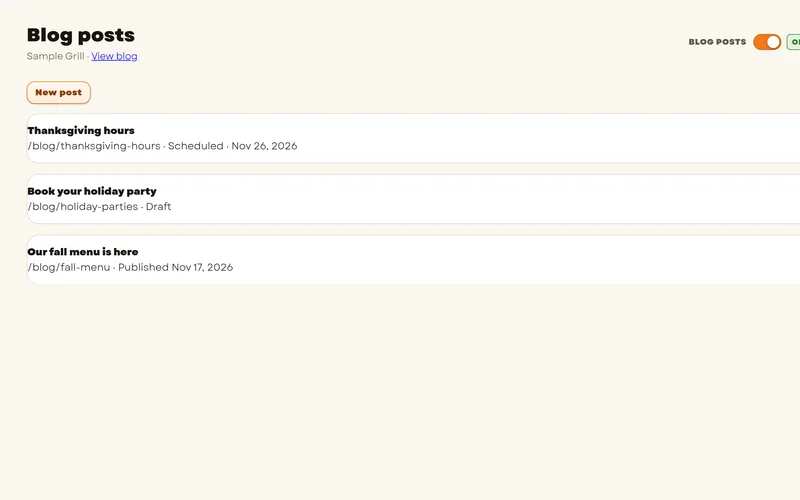 Blog posts
Sample Grill · View blog
BLOG POSTS
New post
Thanksgiving hours
/blog/thanksgiving-hours · Scheduled · Nov 26, 2026
Book your holiday party
/blog/holiday-parties · Draft
Our fall menu is here
/blog/fall-menu · Published Nov 17, 2026